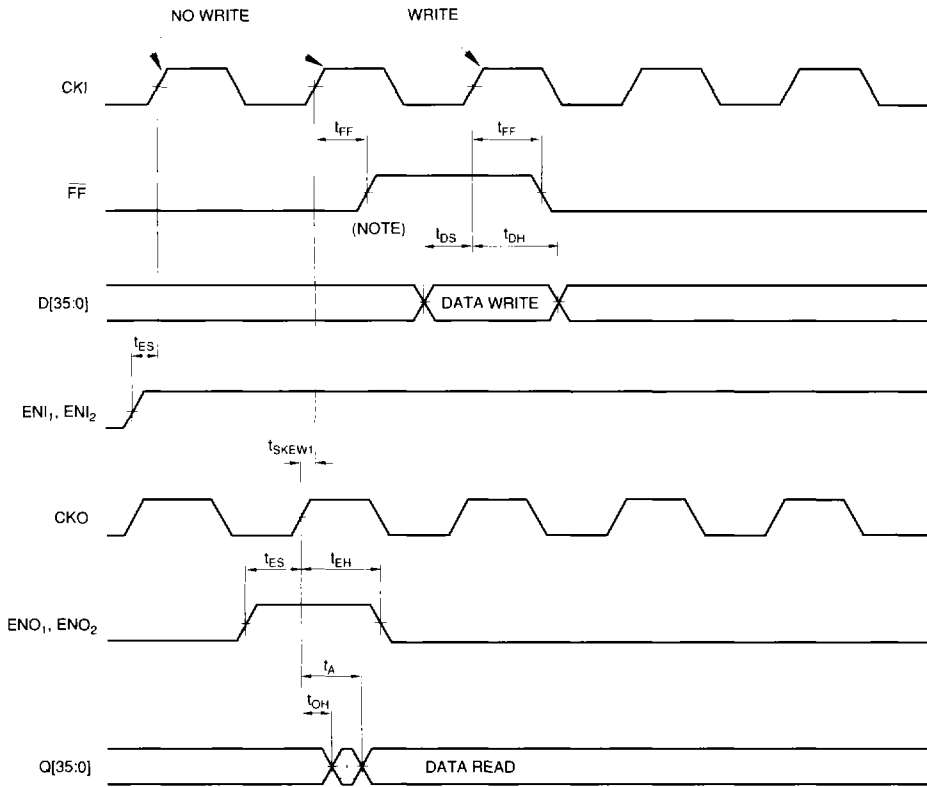 NO WRITE WRITE
CKI
tFF tFF
F̅F̅
(NOTE)
tDS tDH
D[35:0] DATA WRITE
tES
ENI1, ENI2
tSKEW1
CKO
tES tEH
ENO1, ENO2
tA
tOH
Q[35:0] DATA READ